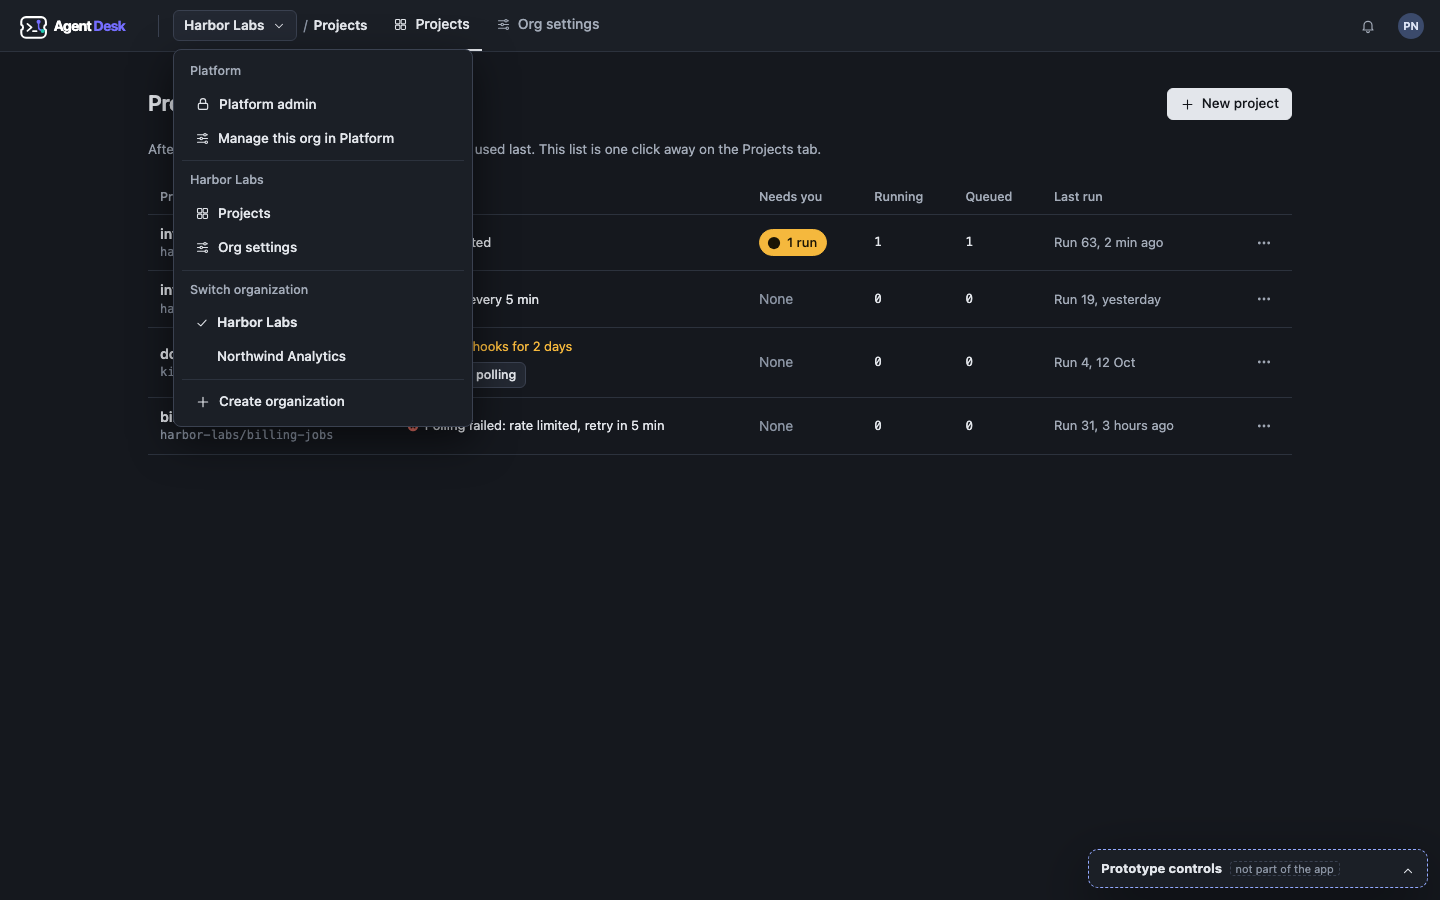 AgentDesk
Harbor Labs / Projects Projects Org settings PN
Platform
Platform admin
Manage this org in Platform
Harbor Labs
Projects
Org settings
Switch organization
Harbor Labs
Northwind Analytics
Create organization
New project
used last. This list is one click away on the Projects tab.
Needs you Running Queued Last run
1 run 1 1 Run 63, 2 min ago
every 5 min None 0 0 Run 19, yesterday
hooks for 2 days
polling
None 0 0 Run 4, 12 Oct
Polling failed: rate limited, retry in 5 min None 0 0 Run 31, 3 hours ago
harbor-labs/billing-jobs
Prototype controls not part of the app